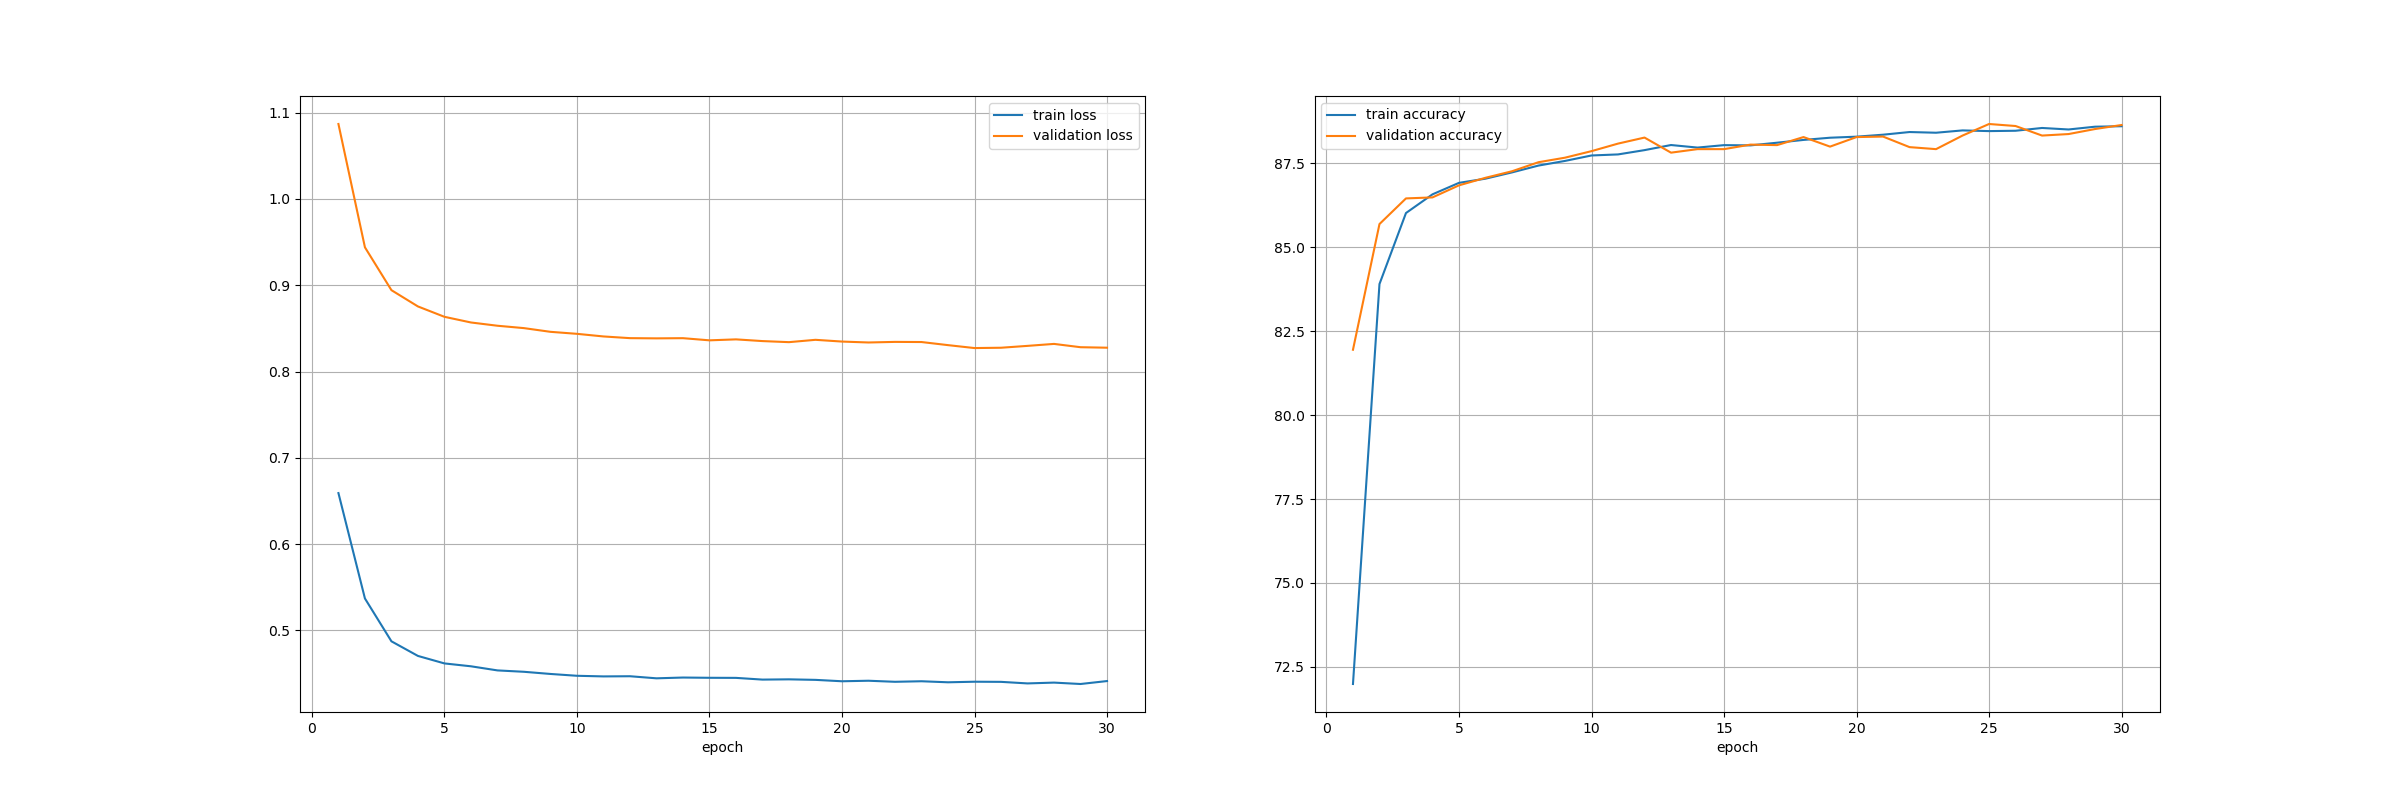 1.1
1.0
0.9
0.8
0.7
0.6
0.5
0 5 10 15 20 25 30
epoch
train loss
validation loss
87.5
85.0
82.5
80.0
77.5
75.0
72.5
0 5 10 15 20 25 30
epoch
train accuracy
validation accuracy